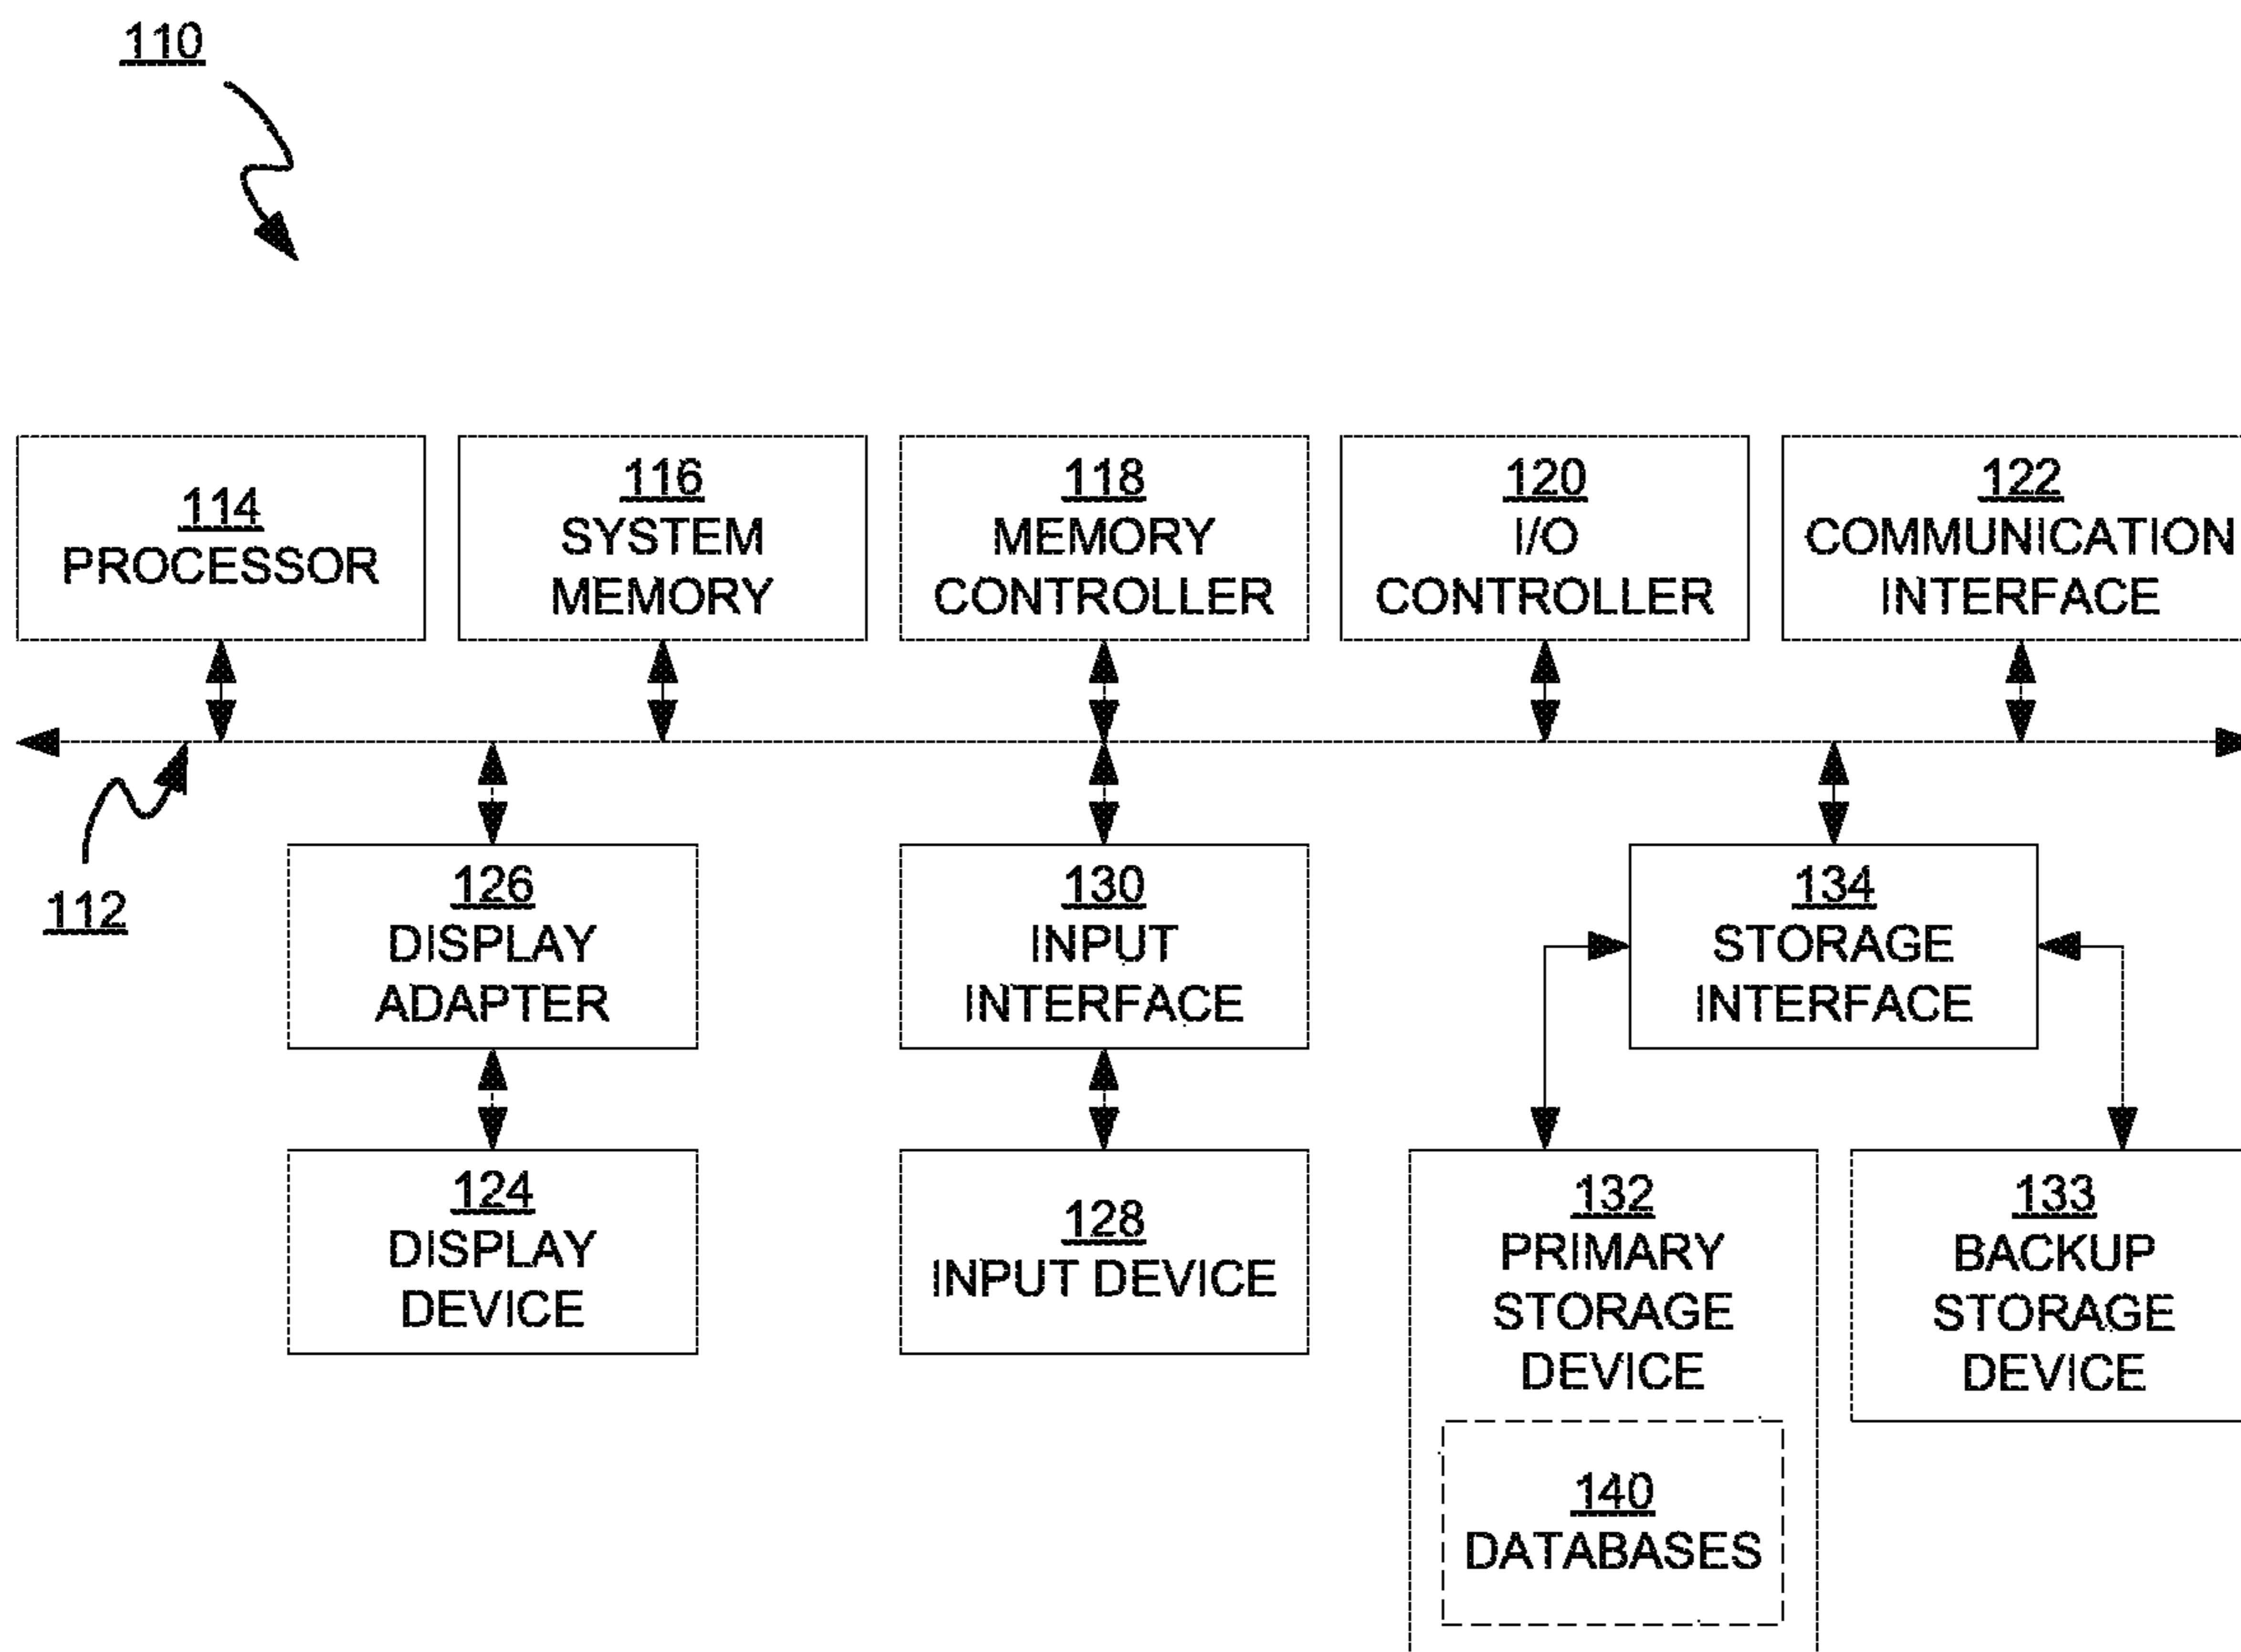 110
114
PROCESSOR
116
SYSTEM
MEMORY
118
MEMORY
CONTROLLER
120
I/O
CONTROLLER
122
COMMUNICATION
INTERFACE
112
126
DISPLAY
ADAPTER
130
INPUT
INTERFACE
134
STORAGE
INTERFACE
124
DISPLAY
DEVICE
128
INPUT DEVICE
132
PRIMARY
STORAGE
DEVICE
133
BACKUP
STORAGE
DEVICE
140
DATABASES